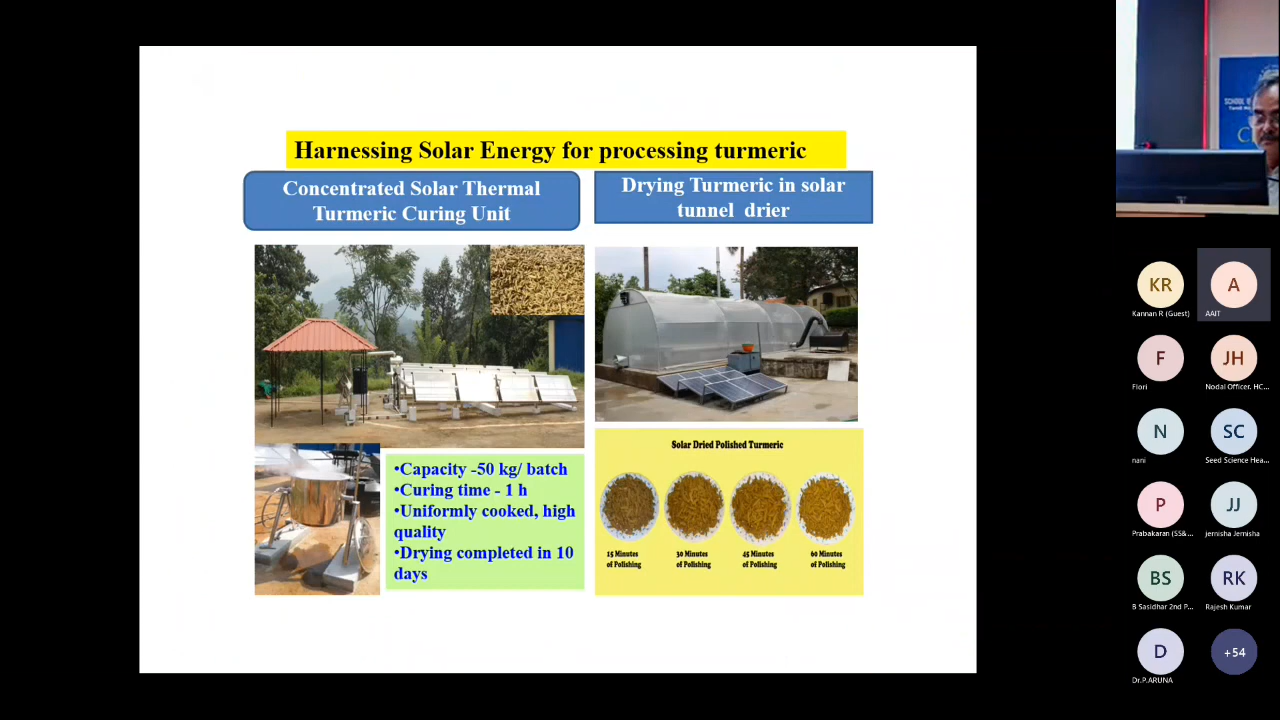 Harnessing Solar Energy for processing turmeric
Concentrated Solar Thermal
Turmeric Curing Unit
Drying Turmeric in solar
tunnel drier
•Capacity -50 kg/ batch
•Curing time - 1 h
•Uniformly cooked, high
quality
•Drying completed in 10
days
Solar Dried Polished Turmeric
15 Minutes
of Polishing
30 Minutes
of Polishing
45 Minutes
of Polishing
60 Minutes
of Polishing
SCHOOL
KR
Kannan R (Guest)
A
AAIT
F
Flori
JH
Nodal Officer, HC...
N
nani
SC
Seed Science Hea...
P
Prabakaran (SS&...
JJ
jernisha Jernisha
BS
B Sasidhar 2nd P...
RK
Rajesh Kumar
D
Dr.P.ARUNA
+54